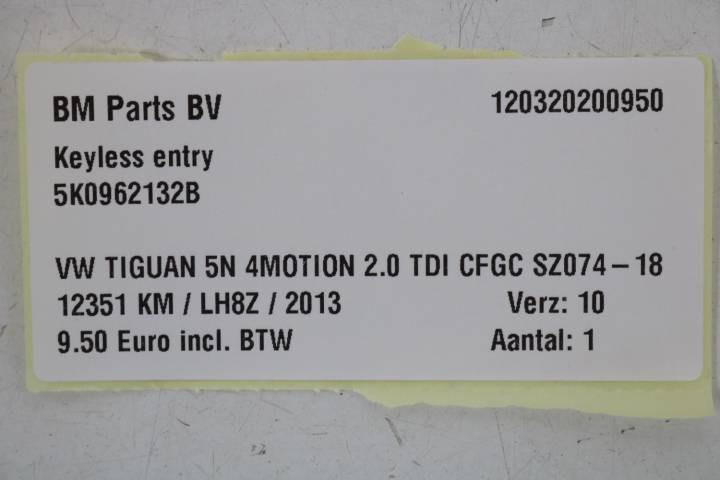 BM Parts BV 120320200950
Keyless entry
5K0962132B
VW TIGUAN 5N 4MOTION 2.0 TDI CFGC SZ074-18
12351 KM / LH8Z / 2013 Verz: 10
9.50 Euro incl. BTW Aantal: 1